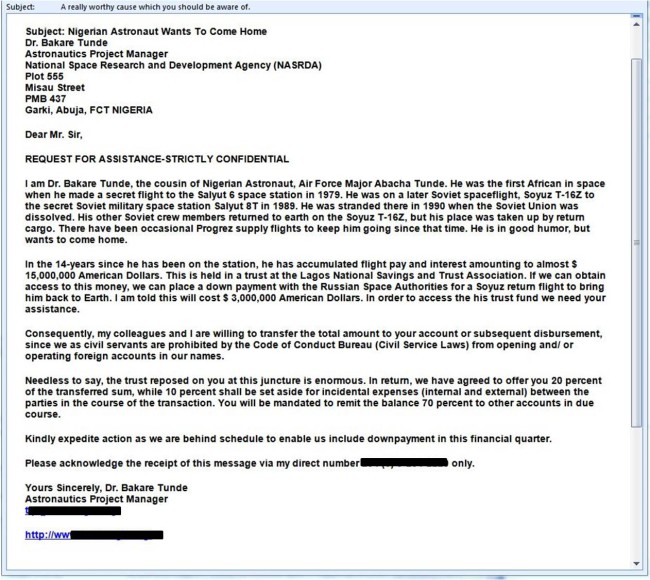 Subject: A really worthy cause which you should be aware of.
Subject: Nigerian Astronaut Wants To Come Home
Dr. Bakare Tunde
Astronautics Project Manager
National Space Research and Development Agency (NASRDA)
Plot 555
Misau Street
PMB 437
Garki, Abuja, FCT NIGERIA
Dear Mr. Sir,
REQUEST FOR ASSISTANCE-STRICTLY CONFIDENTIAL
I am Dr. Bakare Tunde, the cousin of Nigerian Astronaut, Air Force Major Abacha Tunde. He was the first African in space
when he made a secret flight to the Salyut 6 space station in 1979. He was on a later Soviet spaceflight, Soyuz T-16Z to
the secret Soviet military space station Salyut 8T in 1989. He was stranded there in 1990 when the Soviet Union was
dissolved. His other Soviet crew members returned to earth on the Soyuz T-16Z, but his place was taken up by return
cargo. There have been occasional Progrez supply flights to keep him going since that time. He is in good humor, but
wants to come home.
In the 14-years since he has been on the station, he has accumulated flight pay and interest amounting to almost $
15,000,000 American Dollars. This is held in a trust at the Lagos National Savings and Trust Association. If we can obtain
access to this money, we can place a down payment with the Russian Space Authorities for a Soyuz return flight to bring
him back to Earth. I am told this will cost $ 3,000,000 American Dollars. In order to access the his trust fund we need your
assistance.
Consequently, my colleagues and I are willing to transfer the total amount to your account or subsequent disbursement,
since we as civil servants are prohibited by the Code of Conduct Bureau (Civil Service Laws) from opening and/ or
operating foreign accounts in our names.
Needless to say, the trust reposed on you at this juncture is enormous. In return, we have agreed to offer you 20 percent
of the transferred sum, while 10 percent shall be set aside for incidental expenses (internal and external) between the
parties in the course of the transaction. You will be mandated to remit the balance 70 percent to other accounts in due
course.
Kindly expedite action as we are behind schedule to enable us include downpayment in this financial quarter.
Please acknowledge the receipt of this message via my direct number only.
Yours Sincerely, Dr. Bakare Tunde
Astronautics Project Manager
http://ww